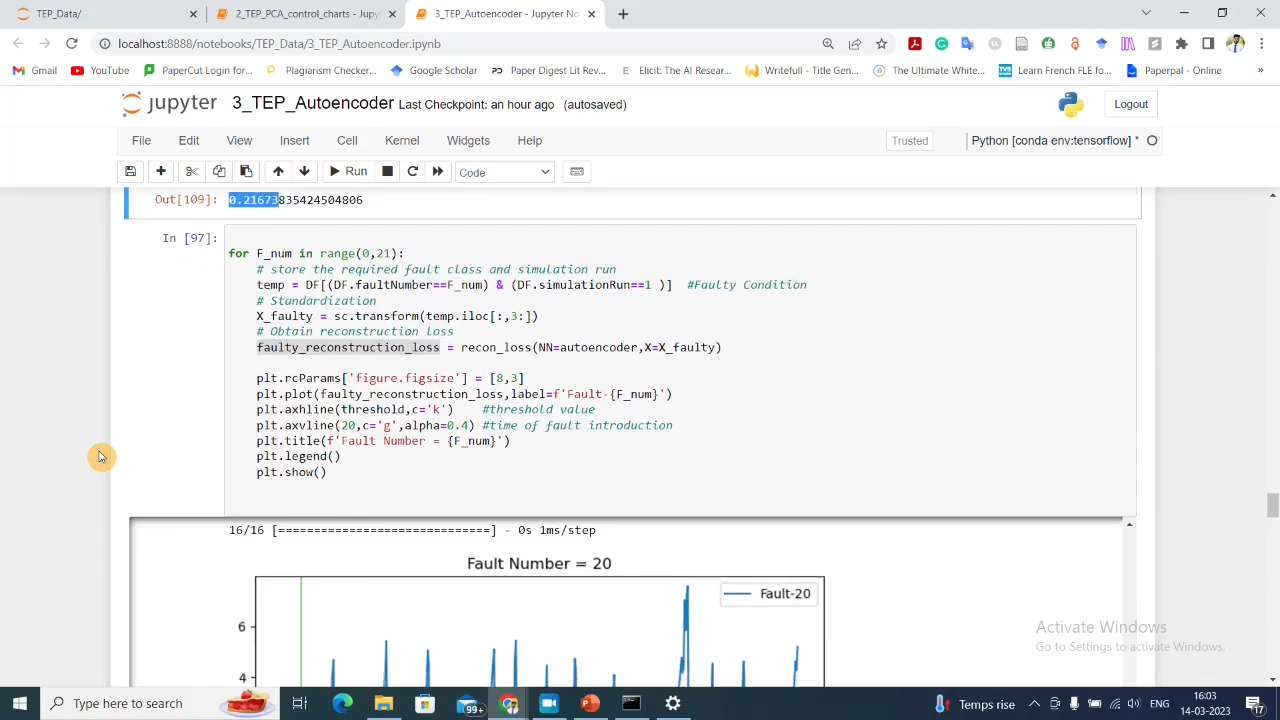 TEP_Data/
2_TEP_PCA_control_charts - Jupyt
3_TEP_Autoencoder - Jupyter No
localhost:8888/notebooks/TEP_Data/3_TEP_Autoencoder.ipynb
Gmail
YouTube
PaperCut Login for...
Plagiarism Checker...
Google Scholar
Paper Digest Lit Rev...
Elicit: The AI Resear...
Writefull - Title Gen...
The Ultimate White...
Learn French FLE fo...
Paperpal - Online
»
jupyter
3_TEP_Autoencoder Last Checkpoint: an hour ago (autosaved)
Logout
File
Edit
View
Insert
Cell
Kernel
Widgets
Help
Trusted
Python [conda env:tensorflow] *
Run
Code
Out[109]: 0.21673835424504806
In [97]:
for F_num in range(0,21):
# store the required fault class and simulation run
temp = DF[(DF.faultNumber==F_num) & (DF.simulationRun==1 )] #Faulty Condition
# Standardization
X_faulty = sc.transform(temp.iloc[:,3:])
# Obtain reconstruction loss
faulty_reconstruction_loss = recon_loss(NN=autoencoder,X=X_faulty)
plt.rcParams['figure.figsize'] = [8,3]
plt.plot(faulty_reconstruction_loss,label=f'Fault-{F_num}')
plt.axhline(threshold,c='k') #threshold value
plt.axvline(20,c='g',alpha=0.4) #time of fault introduction
plt.title(f'Fault Number = {F_num}')
plt.legend()
plt.show()
16/16 [==============================] - 0s 1ms/step
Fault Number = 20
Fault-20
6
4
Activate Windows
Go to Settings to activate Windows.
Type here to search
99+
Temps rise
ENG
16:03
14-03-2023
17